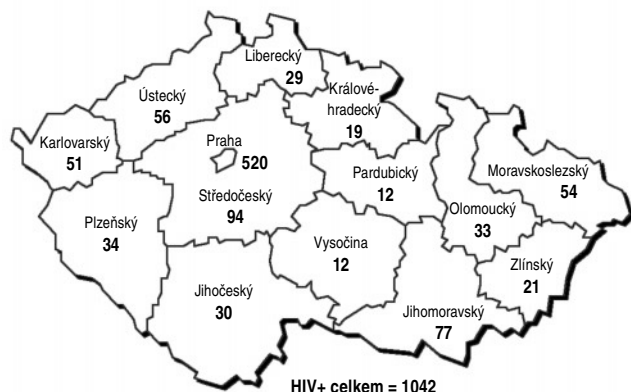 Liberecký
29
Králové-
hradecký
19
Ústecký
56
Karlovarský
51
Praha
520
Středočeský
94
Pardubický
12
Moravskoslezský
54
Olomoucký
33
Plzeňský
34
Vysočina
12
Zlínský
21
Jihočeský
30
Jihomoravský
77
HIV+ celkem = 1042